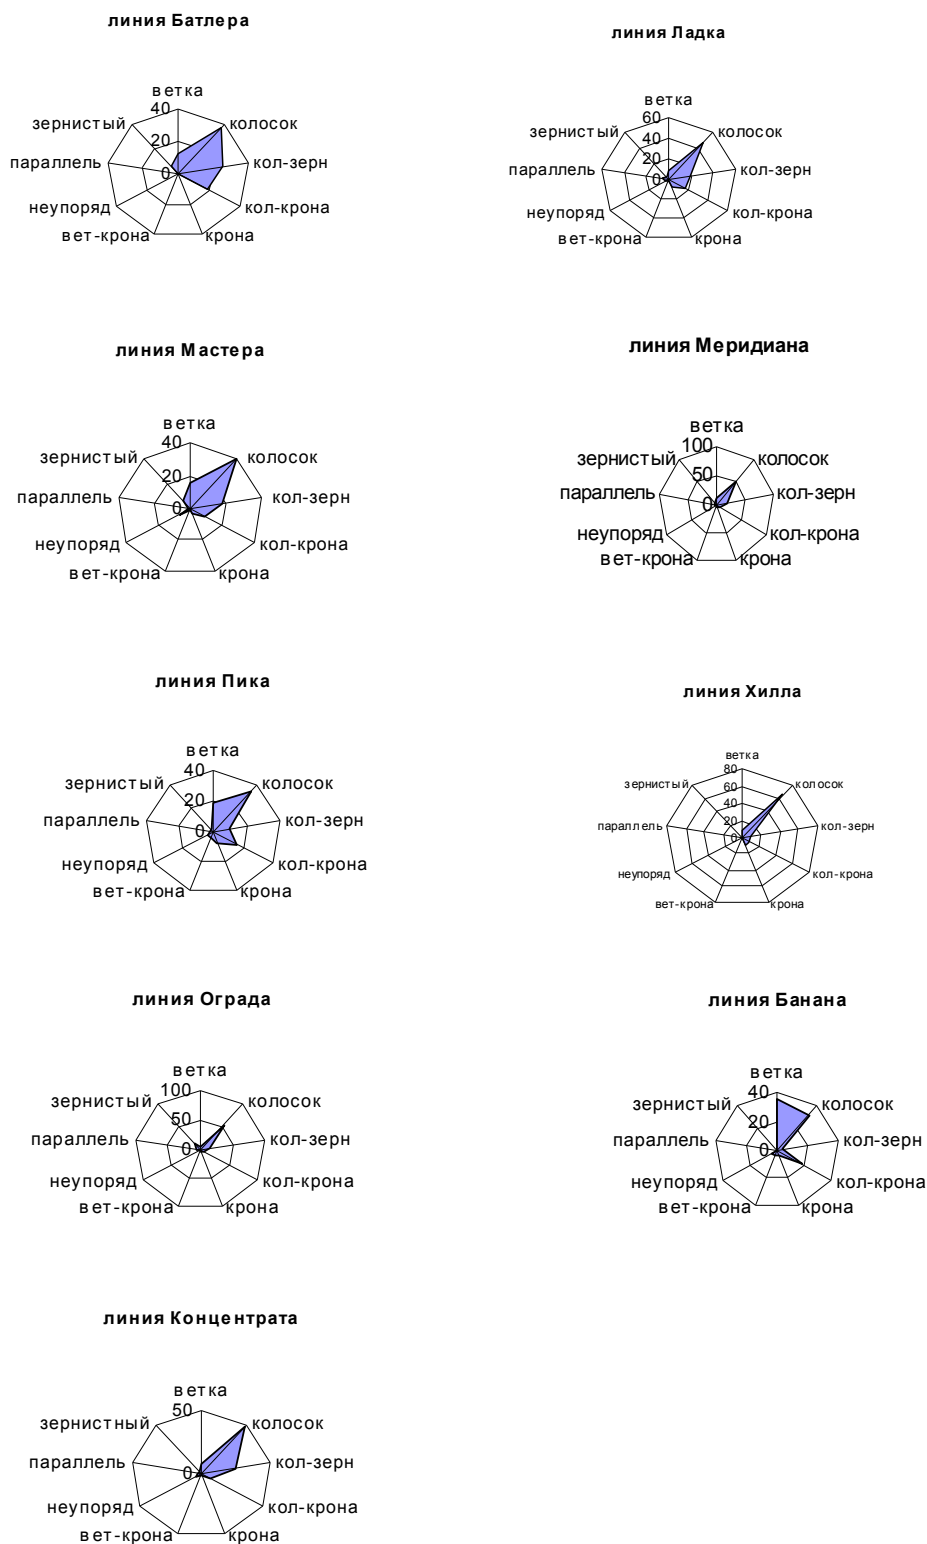 линия Батлера
ветка
40
20
0
колосок
кол-зерн
кол-крона
крона
вет-крона
неупоряд
параллель
зернистый
линия Ладка
ветка
60
40
20
0
колосок
кол-зерн
кол-крона
крона
вет-крона
неупоряд
параллель
зернистый
линия Мастера
ветка
40
20
0
колосок
кол-зерн
кол-крона
крона
вет-крона
неупоряд
параллель
зернистый
линия Меридиана
ветка
100
50
0
колосок
кол-зерн
кол-крона
крона
вет-крона
неупоряд
параллель
зернистый
линия Пика
ветка
40
20
0
колосок
кол-зерн
кол-крона
крона
вет-крона
неупоряд
параллель
зернистый
линия Хилла
ветка
80
60
40
20
0
колосок
кол-зерн
кол-крона
крона
вет-крона
неупоряд
параллель
зернистый
линия Ограда
ветка
100
50
0
колосок
кол-зерн
кол-крона
крона
вет-крона
неупоряд
параллель
зернистый
линия Банана
ветка
40
20
0
колосок
кол-зерн
кол-крона
крона
вет-крона
неупоряд
параллель
зернистый
линия Концентрата
ветка
50
0
колосок
кол-зерн
кол-крона
крона
вет-крона
неупоряд
параллель
зернистный